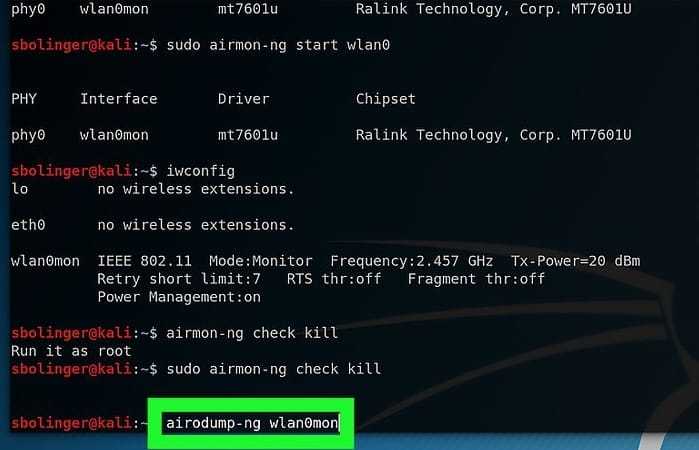 phy0 wlan0mon mt7601u Ralink Technology, Corp. MT7601U
sbolinger@kali:~$ sudo airmon-ng start wlan0
PHY Interface Driver Chipset
phy0 wlan0mon mt7601u Ralink Technology, Corp. MT7601U
sbolinger@kali:~$ iwconfig
lo no wireless extensions.
eth0 no wireless extensions.
wlan0mon IEEE 802.11 Mode:Monitor Frequency:2.457 GHz Tx-Power=20 dBm
Retry short limit:7 RTS thr:off Fragment thr:off
Power Management:on
sbolinger@kali:~$ airmon-ng check kill
Run it as root
sbolinger@kali:~$ sudo airmon-ng check kill
sbolinger@kali:~ airodump-ng wlan0mon